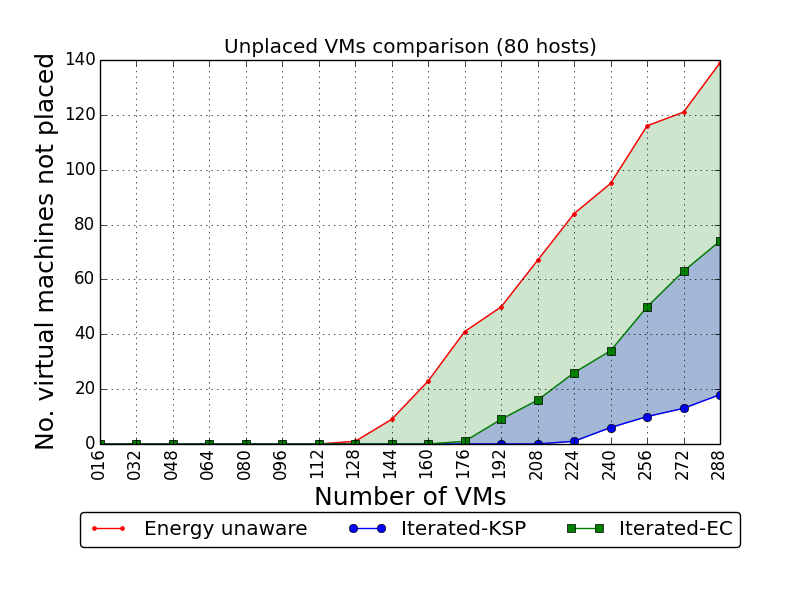 Unplaced VMs comparison (80 hosts)
No. virtual machines not placed
140
120
100
80
60
40
20
0
016 032 048 064 080 096 112 128 144 160 176 192 208 224 240 256 272 288
Number of VMs
Energy unaware Iterated-KSP Iterated-EC